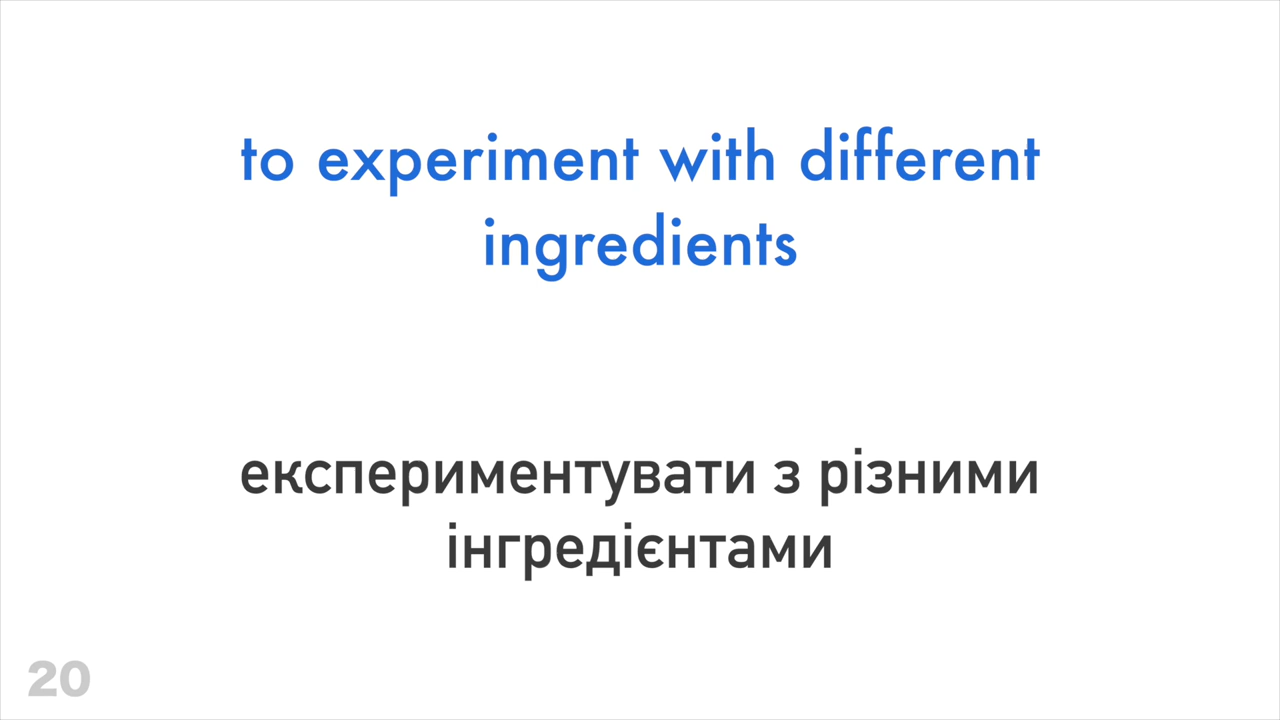 to experiment with different
ingredients
експериментувати з різними
інгредієнтами
20